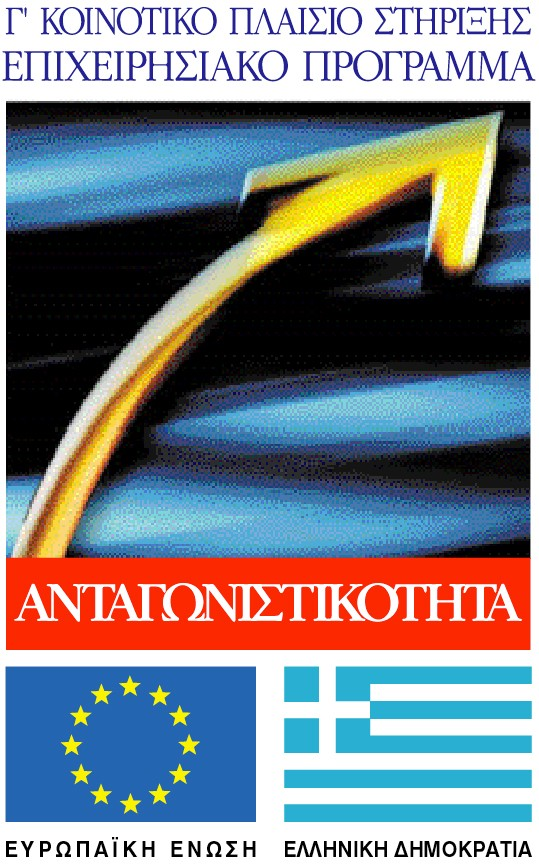 Γ' ΚΟΙΝΟΤΙΚΟ ΠΛΑΙΣΙΟ ΣΤΗΡΙΞΗΣ
ΕΠΙΧΕΙΡΗΣΙΑΚΟ ΠΡΟΓΡΑΜΜΑ
ΑΝΤΑΓΩΝΙΣΤΙΚΟΤΗΤΑ
ΕΥΡΩΠΑΪΚΗ ΕΝΩΣΗ ΕΛΛΗΝΙΚΗ ΔΗΜΟΚΡΑΤΙΑ